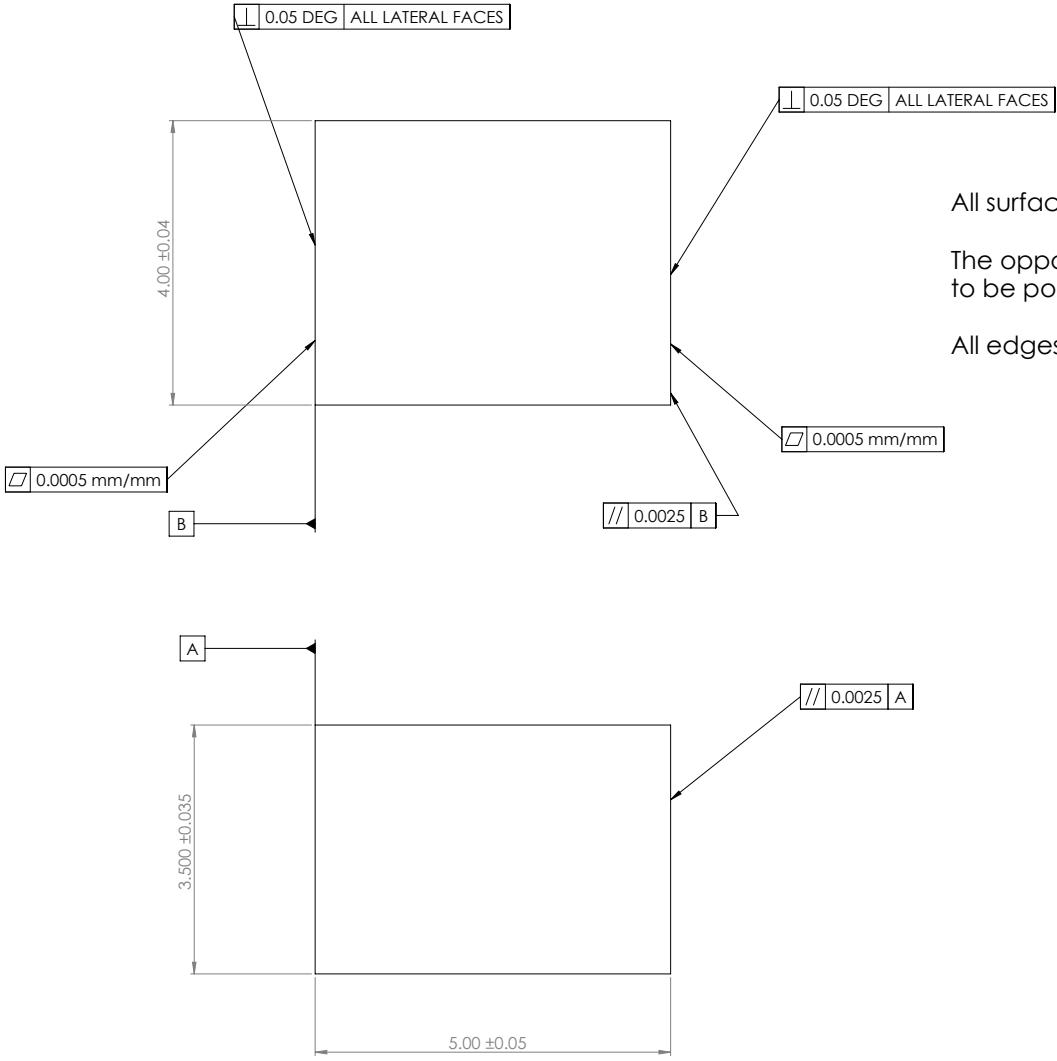 ⊥ 0.05 DEG ALL LATERAL FACES
⊥ 0.05 DEG ALL LATERAL FACES
4.00 ±0.04
All surfac
The oppo
to be po
All edges
⏥ 0.0005 mm/mm
⏥ 0.0005 mm/mm
// 0.0025 B
B
A
// 0.0025 A
3.500 ±0.035
5.00 ±0.05